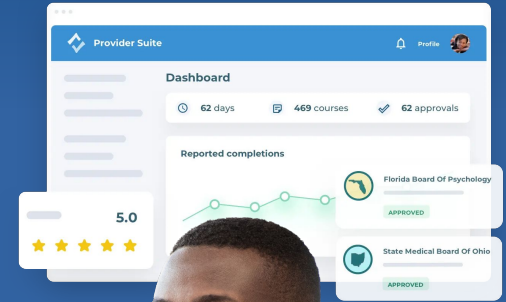 Provider Suite
Profile
Dashboard
62 days
469 courses
62 approvals
Reported completions
Florida Board Of Psychology
APPROVED
5.0
State Medical Board Of Ohio
APPROVED